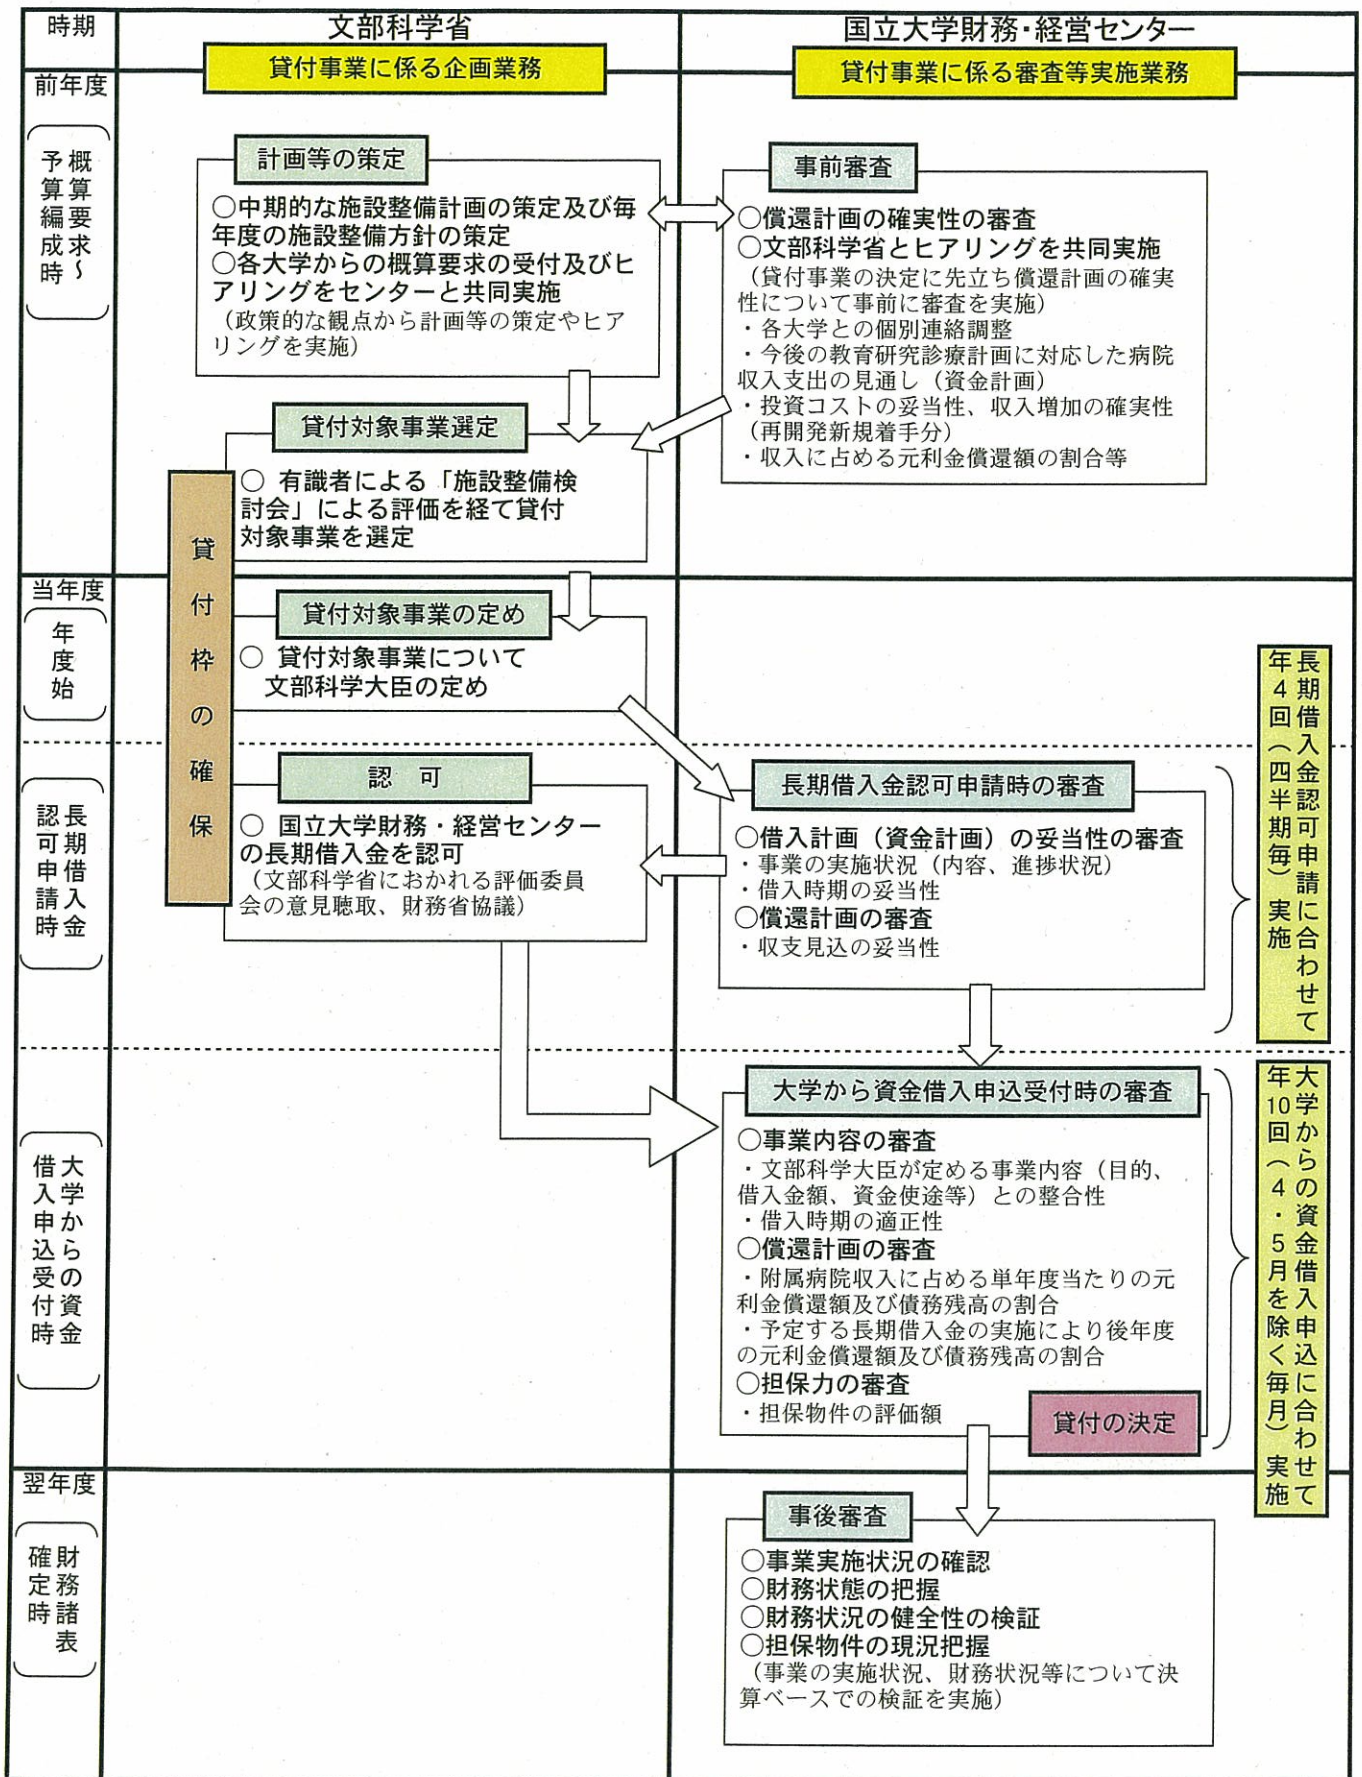 時期
文部科学省
国立大学財務・経営センター
貸付事業に係る企画業務
貸付事業に係る審査等実施業務
前年度
概算要求～
予算編成時
計画等の策定
○中期的な施設整備計画の策定及び毎
年度の施設整備方針の策定
○各大学からの概算要求の受付及びヒ
アリングをセンターと共同実施
（政策的な観点から計画等の策定やヒア
リングを実施）
事前審査
○償還計画の確実性の審査
○文部科学省とヒアリングを共同実施
（貸付事業の決定に先立ち償還計画の確実
性について事前に審査を実施）
・各大学との個別連絡調整
・今後の教育研究診療計画に対応した病院
収入支出の見通し（資金計画）
・投資コストの妥当性、収入増加の確実性
（再開発新規着手分）
・収入に占める元利金償還額の割合等
貸付対象事業選定
○ 有識者による「施設整備検
討会」による評価を経て貸付
対象事業を選定
貸付枠の確保
当年度
年度始
貸付対象事業の定め
○ 貸付対象事業について
文部科学大臣の定め
長期借入金
認可申請時
認 可
○ 国立大学財務・経営センター
の長期借入金を認可
（文部科学省におかれる評価委員
会の意見聴取、財務省協議）
長期借入金認可申請時の審査
○借入計画（資金計画）の妥当性の審査
・事業の実施状況（内容、進捗状況）
・借入時期の妥当性
○償還計画の審査
・収支見込の妥当性
長期借入金認可申請に合わせて
年4回（四半期毎）実施
大学からの資金
借入申込受付時
大学から資金借入申込受付時の審査
○事業内容の審査
・文部科学大臣が定める事業内容（目的、
借入金額、資金使途等）との整合性
・借入時期の適正性
○償還計画の審査
・附属病院収入に占める単年度当たりの元
利金償還額及び債務残高の割合
・予定する長期借入金の実施により後年度
の元利金償還額及び債務残高の割合
○担保力の審査
・担保物件の評価額
貸付の決定
大学からの資金借入申込に合わせて
年10回（4・5月を除く毎月）実施
翌年度
財務諸表
確定時
事後審査
○事業実施状況の確認
○財務状態の把握
○財務状況の健全性の検証
○担保物件の現況把握
（事業の実施状況、財務状況等について決
算ベースでの検証を実施）